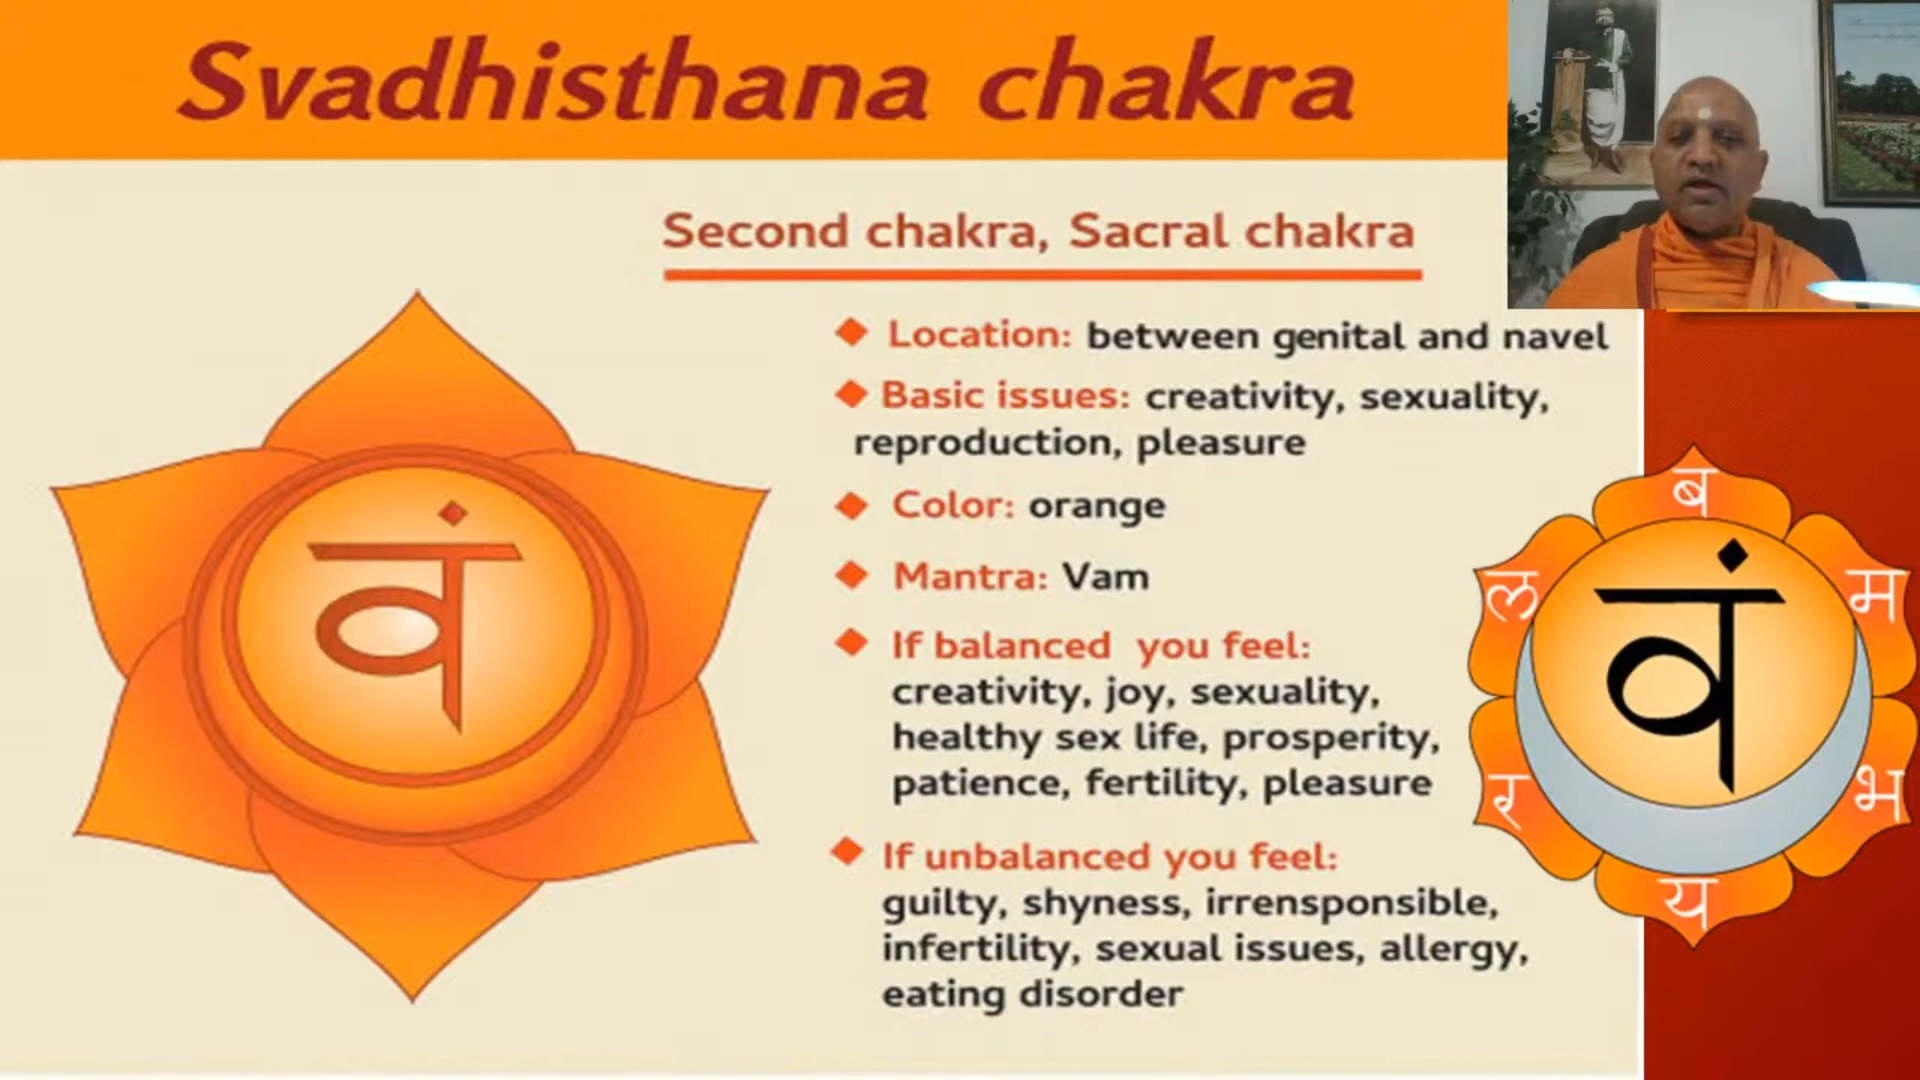 Svadhisthana chakra
Second chakra, Sacral chakra
Location: between genital and navel
Basic issues: creativity, sexuality,
reproduction, pleasure
Color: orange
Mantra: Vam
If balanced you feel:
creativity, joy, sexuality,
healthy sex life, prosperity,
patience, fertility, pleasure
If unbalanced you feel:
guilty, shyness, irrensponsible,
infertility, sexual issues, allergy,
eating disorder
वं
ब
ल
म
वं
र
भ
य